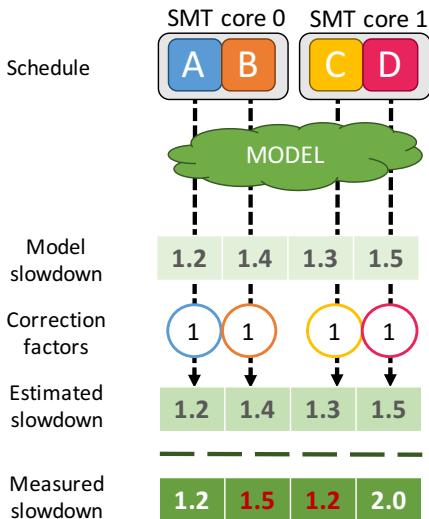 SMT core 0 SMT core 1
Schedule A B C D
MODEL
Model
slowdown
1.2 1.4 1.3 1.5
Correction
factors
1 1 1 1
Estimated
slowdown
1.2 1.4 1.3 1.5
Measured
slowdown
1.2 1.5 1.2 2.0